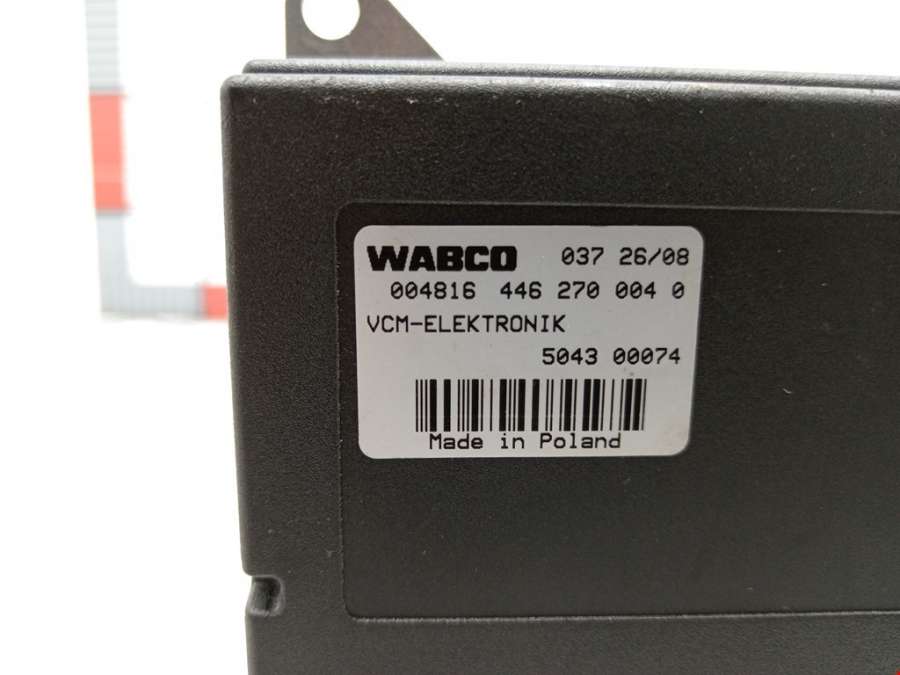 WABCO 037 26/08
004816 446 270 004 0
VCM-ELEKTRONIK
5043 00074
Made in Poland